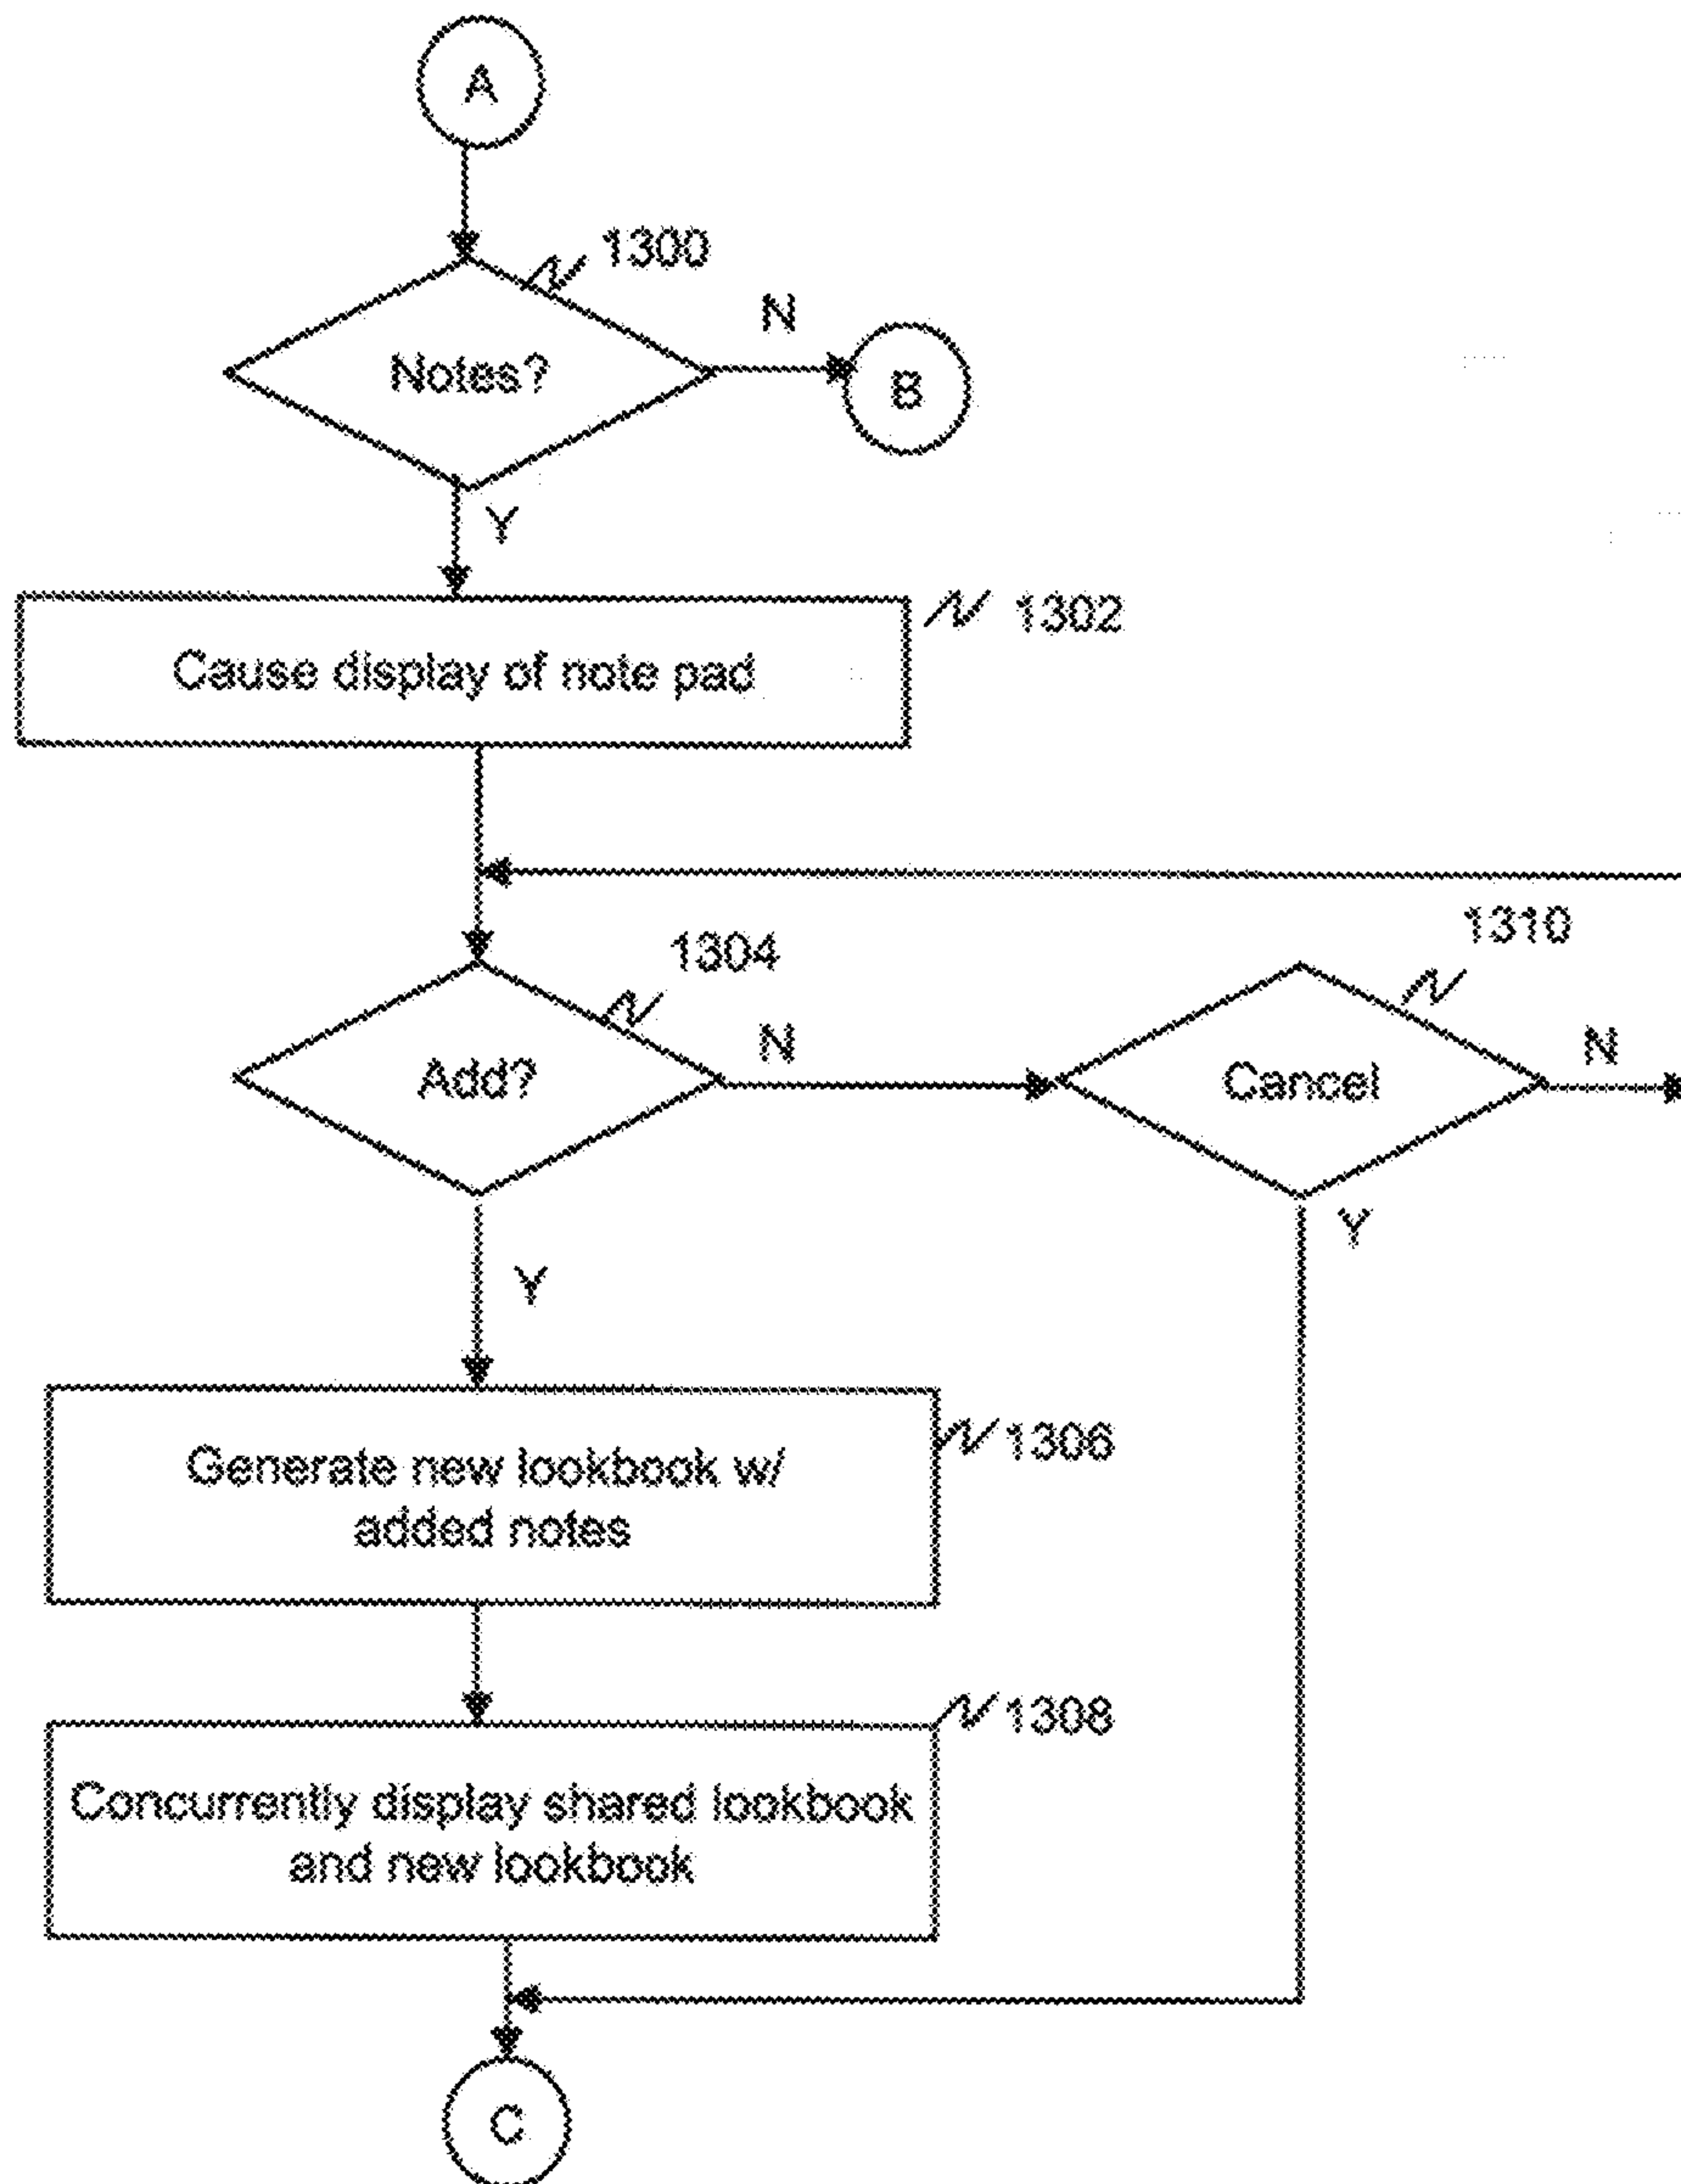 A
1300
Notes?
N
B
Y
1302
Cause display of note pad
1304
1310
Add?
N
Cancel
N
Y
Y
Generate new lookbook w/
added notes
1306
1308
Concurrently display shared lookbook
and new lookbook
C